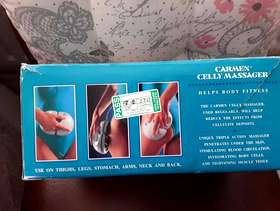 CARMEN
CELLY MASSAGER
HELPS BODY FITNESS
THE CARMEN CELLY MASSAGER,
USED REGULARLY, WILL HELP
REDUCE THE EFFECTS FROM
CELLULITE DEPOSITS.
UNIQUE TRIPLE ACTION MASSAGER
PENETRATES UNDER THE SKIN,
STIMULATING BLOOD CIRCULATION,
INVIGORATING BODY CELLS,
AND TIGHTENING MUSCLE TISSUE
PASS
USE ON THIGHS, LEGS, STOMACH, ARMS, NECK AND BACK.